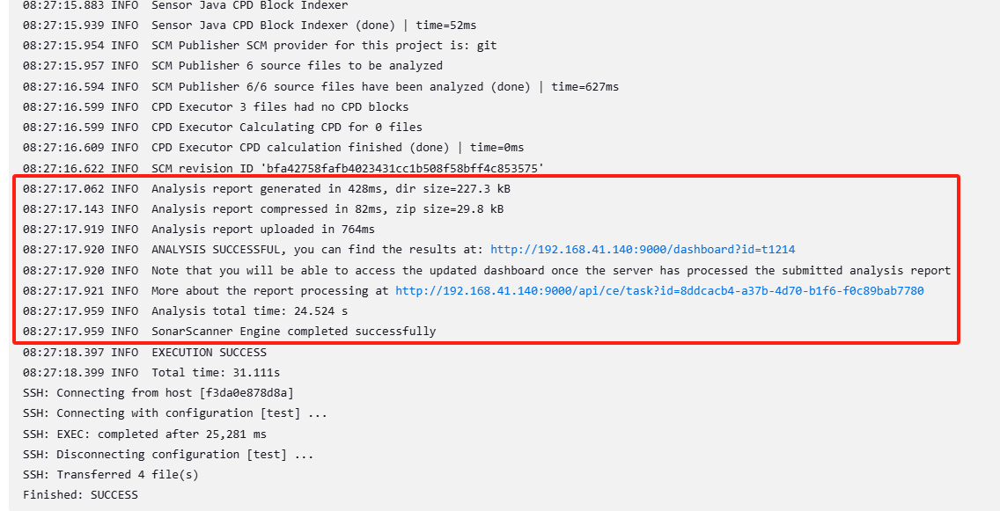 08:27:15.883 INFO  Sensor Java CPD Block Indexer
08:27:15.939 INFO  Sensor Java CPD Block Indexer (done) | time=52ms
08:27:15.954 INFO  SCM Publisher SCM provider for this project is: git
08:27:15.957 INFO  SCM Publisher 6 source files to be analyzed
08:27:16.594 INFO  SCM Publisher 6/6 source files have been analyzed (done) | time=627ms
08:27:16.599 INFO  CPD Executor 3 files had no CPD blocks
08:27:16.599 INFO  CPD Executor Calculating CPD for 0 files
08:27:16.609 INFO  CPD Executor CPD calculation finished (done) | time=0ms
08:27:16.622 INFO  SCM revision ID 'bfa42758fafb4023431cc1b508f58bff4c853575'
08:27:17.062 INFO  Analysis report generated in 428ms, dir size=227.3 kB
08:27:17.143 INFO  Analysis report compressed in 82ms, zip size=29.8 kB
08:27:17.919 INFO  Analysis report uploaded in 764ms
08:27:17.920 INFO  ANALYSIS SUCCESSFUL, you can find the results at: http://192.168.41.140:9000/dashboard?id=t1214
08:27:17.920 INFO  Note that you will be able to access the updated dashboard once the server has processed the submitted analysis report
08:27:17.921 INFO  More about the report processing at http://192.168.41.140:9000/api/ce/task?id=8ddcacb4-a37b-4d70-b1f6-f0c89bab7780
08:27:17.959 INFO  Analysis total time: 24.524 s
08:27:17.959 INFO  SonarScanner Engine completed successfully
08:27:18.397 INFO  EXECUTION SUCCESS
08:27:18.399 INFO  Total time: 31.111s
SSH: Connecting from host [f3da0e878d8a]
SSH: Connecting with configuration [test] ...
SSH: EXEC: completed after 25,281 ms
SSH: Disconnecting configuration [test] ...
SSH: Transferred 4 file(s)
Finished: SUCCESS